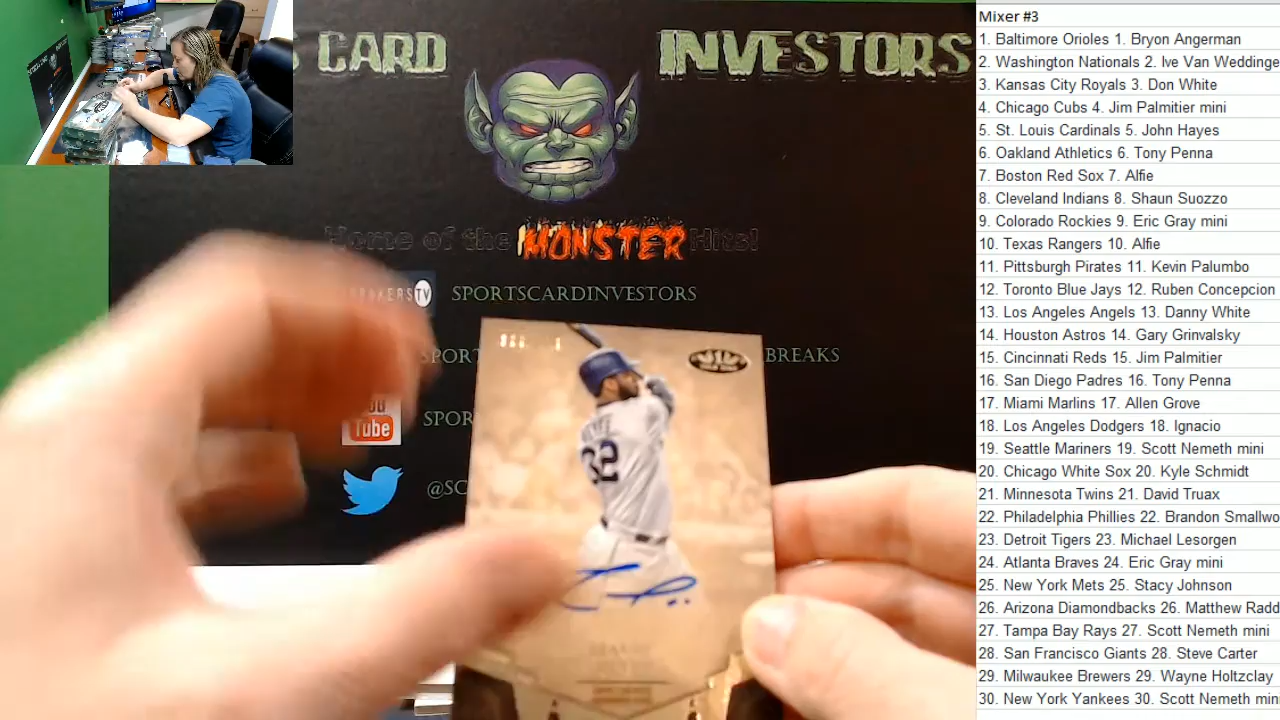 S CARD INVESTORS
Home of the MONSTER Hits!
TV SPORTSCARDINVESTORS
SPORT BREAKS
You Tube SPOR
@SC
32
Mixer #3
1. Baltimore Orioles 1. Bryon Angerman
2. Washington Nationals 2. Ive Van Weddinge
3. Kansas City Royals 3. Don White
4. Chicago Cubs 4. Jim Palmitier mini
5. St. Louis Cardinals 5. John Hayes
6. Oakland Athletics 6. Tony Penna
7. Boston Red Sox 7. Alfie
8. Cleveland Indians 8. Shaun Suozzo
9. Colorado Rockies 9. Eric Gray mini
10. Texas Rangers 10. Alfie
11. Pittsburgh Pirates 11. Kevin Palumbo
12. Toronto Blue Jays 12. Ruben Concepcion
13. Los Angeles Angels 13. Danny White
14. Houston Astros 14. Gary Grinvalsky
15. Cincinnati Reds 15. Jim Palmitier
16. San Diego Padres 16. Tony Penna
17. Miami Marlins 17. Allen Grove
18. Los Angeles Dodgers 18. Ignacio
19. Seattle Mariners 19. Scott Nemeth mini
20. Chicago White Sox 20. Kyle Schmidt
21. Minnesota Twins 21. David Truax
22. Philadelphia Phillies 22. Brandon Smallwo
23. Detroit Tigers 23. Michael Lesorgen
24. Atlanta Braves 24. Eric Gray mini
25. New York Mets 25. Stacy Johnson
26. Arizona Diamondbacks 26. Matthew Radd
27. Tampa Bay Rays 27. Scott Nemeth mini
28. San Francisco Giants 28. Steve Carter
29. Milwaukee Brewers 29. Wayne Holtzclay
30. New York Yankees 30. Scott Nemeth min